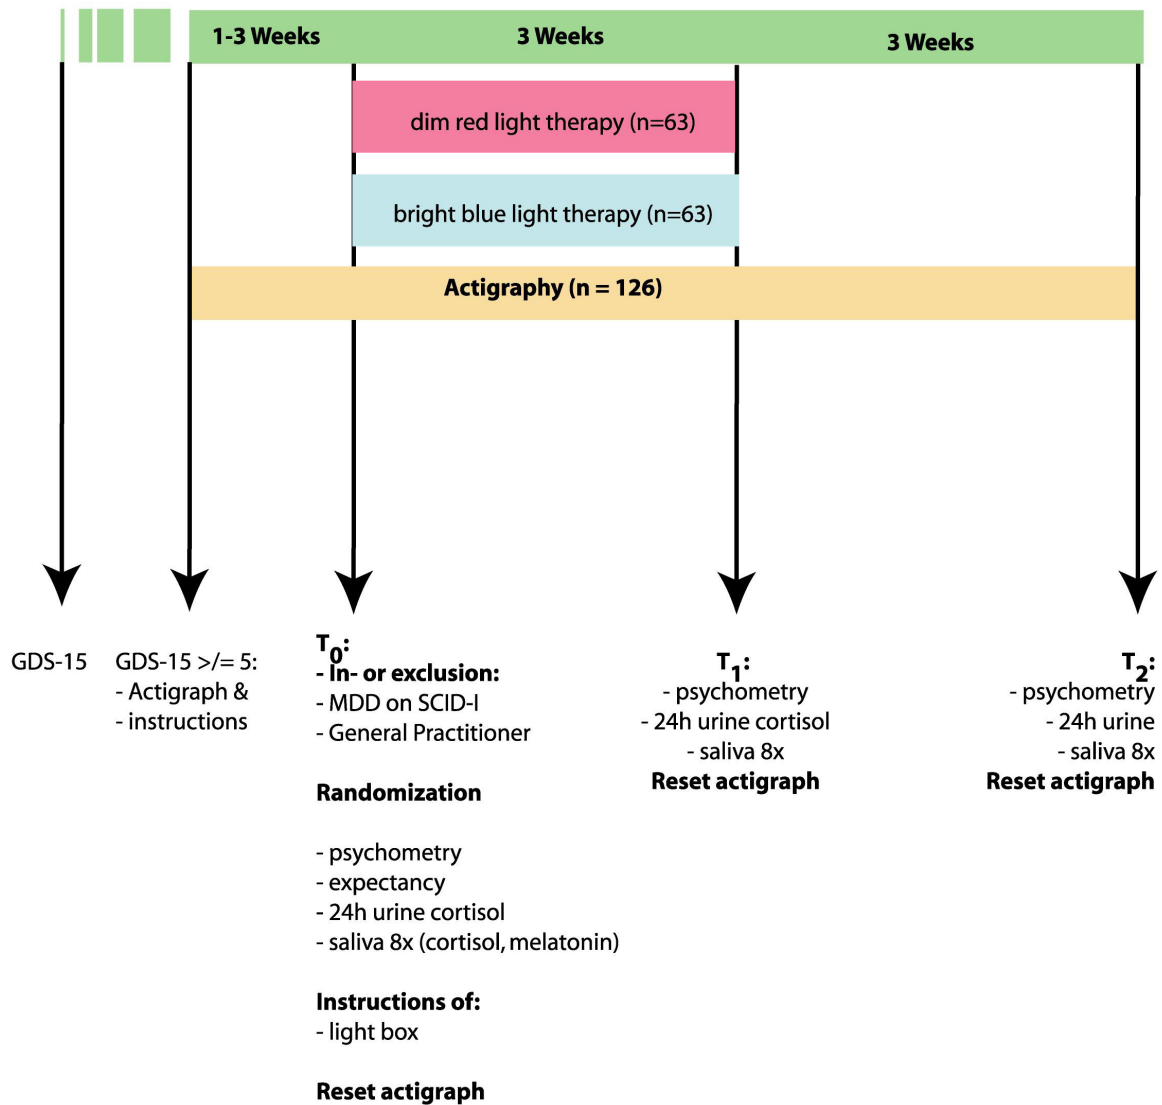 1-3 Weeks
3 Weeks
3 Weeks
dim red light therapy (n=63)
bright blue light therapy (n=63)
Actigraphy (n = 126)
GDS-15
GDS-15 >/= 5:
- Actigraph &
- instructions
T0:
- In- or exclusion:
- MDD on SCID-I
- General Practitioner
Randomization
- psychometry
- expectancy
- 24h urine cortisol
- saliva 8x (cortisol, melatonin)
Instructions of:
- light box
Reset actigraph
T1:
- psychometry
- 24h urine cortisol
- saliva 8x
Reset actigraph
T2:
- psychometry
- 24h urine
- saliva 8x
Reset actigraph